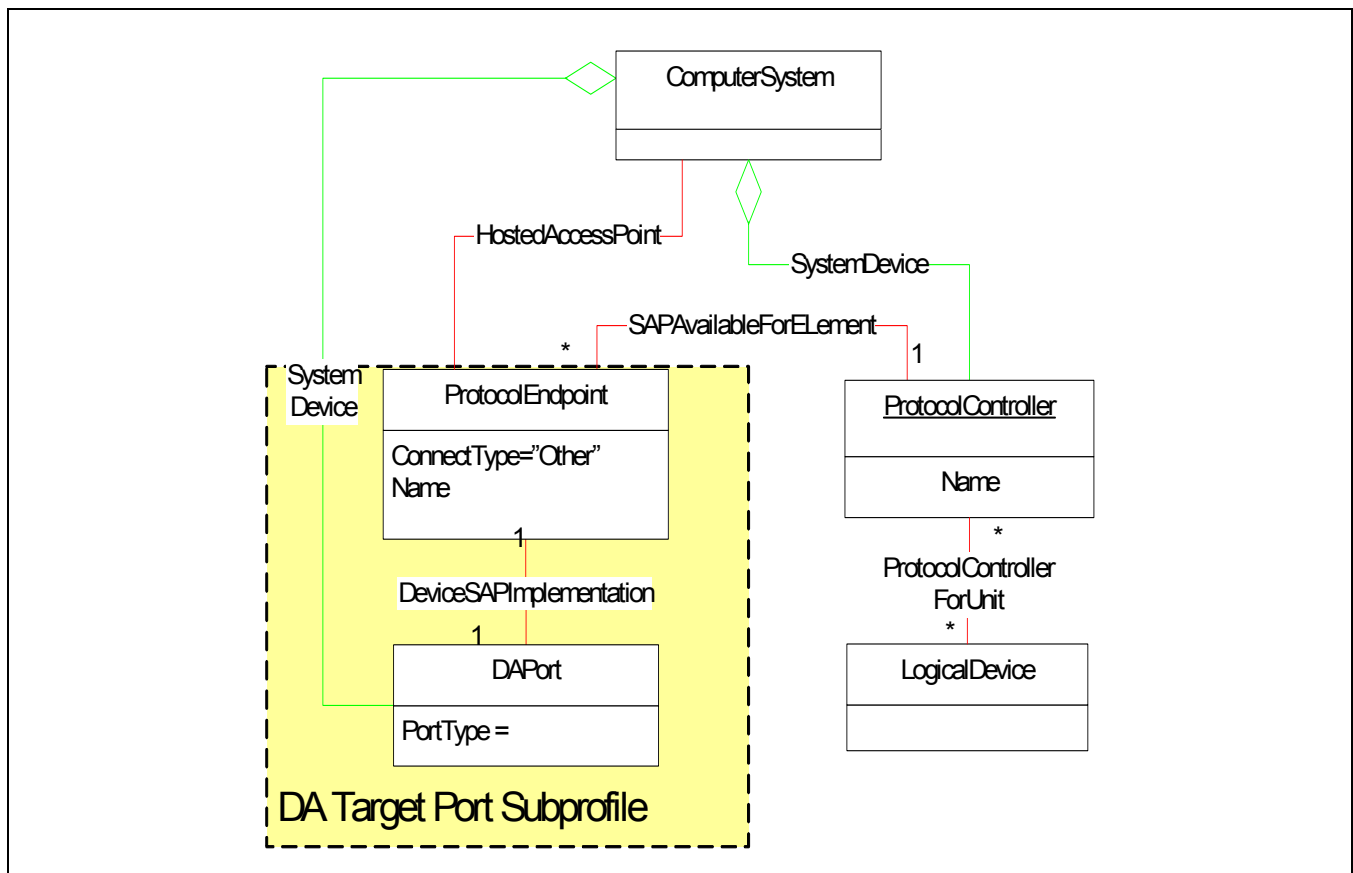 ComputerSystem
HostedAccessPoint
SystemDevice
SAPAvailableForELement
*
1
System
Device
ProtocolEndpoint
ConnectType="Other”
Name
ProtocolController
Name
1
*
DeviceSAPImplementation
ProtocolController
ForUnit
1
*
DAPort
LogicalDevice
PortType =
DA Target Port Subprofile